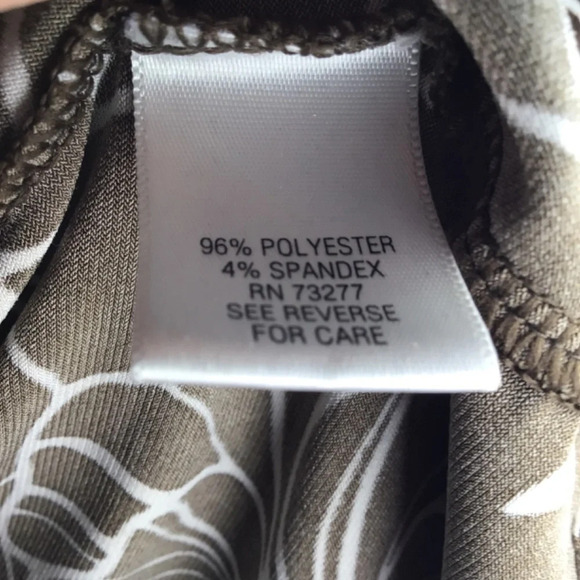 96% POLYESTER
4% SPANDEX
RN 73277
SEE REVERSE
FOR CARE